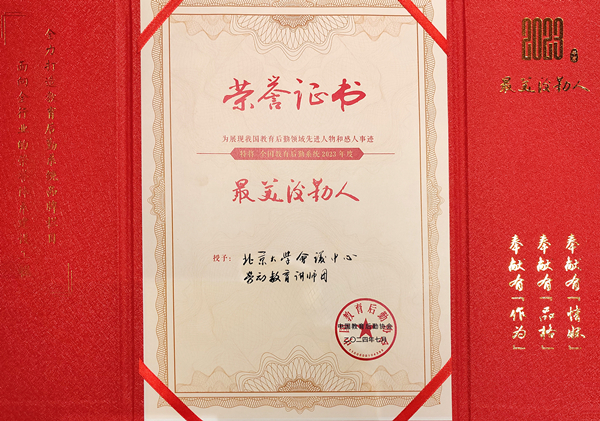 荣誉证书
为展现我国教育后勤领域先进人物和感人事迹
特将 全国教育后勤系统2023年度
最美后勤人
授予：
北京大学会议中心
劳动教育讲师团
中国教育后勤协会
二〇二四年七月
2023
最美后勤人
奉献有「情怀」
奉献有「品格」
奉献有「作为」